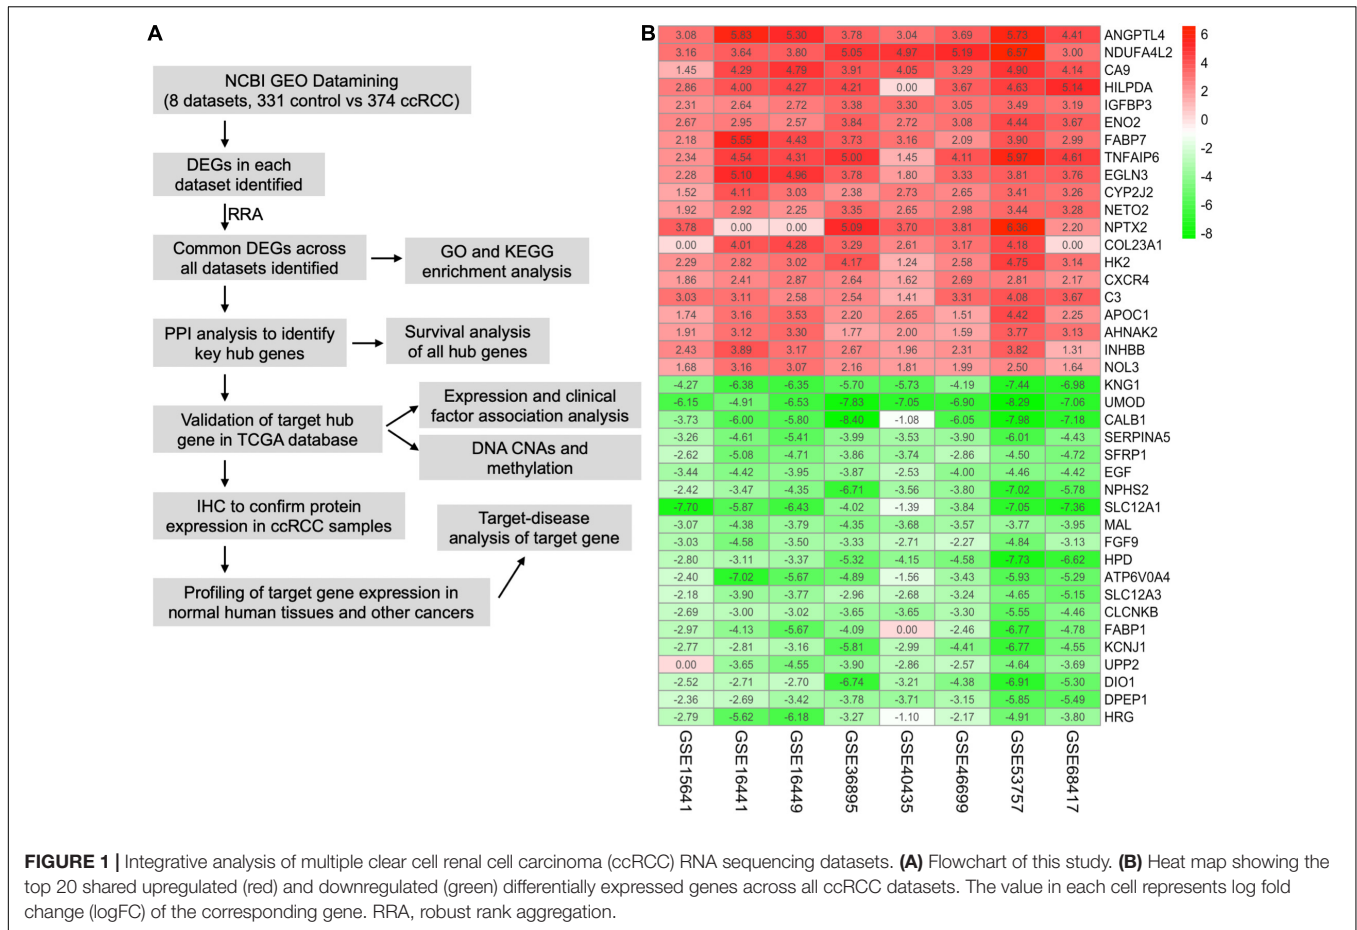 A
NCBI GEO Datamining
(8 datasets, 331 control vs 374 ccRCC)
DEGs in each
dataset identified
RRA
Common DEGs across
all datasets identified
GO and KEGG
enrichment analysis
PPI analysis to identify
key hub genes
Survival analysis
of all hub genes
Validation of target hub
gene in TCGA database
Expression and clinical
factor association analysis
DNA CNAs and
methylation
IHC to confirm protein
expression in ccRCC samples
Target-disease
analysis of target gene
Profiling of target gene expression in
normal human tissues and other cancers
B
3.08 5.83 5.30 3.78 3.04 3.69 5.73 4.41 ANGPTL4
3.16 3.64 3.80 5.05 4.97 5.19 6.57 3.00 NDUFA4L2
1.45 4.29 4.79 3.91 4.05 3.29 4.90 4.14 CA9
2.86 4.00 4.27 4.21 0.00 3.67 4.63 5.14 HILPDA
2.31 2.64 2.72 3.38 3.30 3.05 3.49 3.19 IGFBP3
2.67 2.95 2.57 3.84 2.72 3.08 4.44 3.67 ENO2
2.18 5.55 4.43 3.73 3.16 2.09 3.90 2.99 FABP7
2.34 4.54 4.31 5.00 1.45 4.11 5.97 4.61 TNFAIP6
2.28 5.10 4.96 3.78 1.80 3.33 3.81 3.76 EGLN3
1.52 4.11 3.03 2.38 2.73 2.65 3.41 3.26 CYP2J2
1.92 2.92 2.25 3.35 2.65 2.98 3.44 3.28 NETO2
3.78 0.00 0.00 5.09 3.70 3.81 6.36 2.20 NPTX2
0.00 4.01 4.28 3.29 2.61 3.17 4.18 0.00 COL23A1
2.29 2.82 3.02 4.17 1.24 2.58 4.75 3.14 HK2
1.86 2.41 2.87 2.64 1.62 2.69 2.81 2.17 CXCR4
3.03 3.11 2.58 2.54 1.41 3.31 4.08 3.67 C3
1.74 3.16 3.53 2.20 2.65 1.51 4.42 2.25 APOC1
1.91 3.12 3.30 1.77 2.00 1.59 3.77 3.13 AHNAK2
2.43 3.89 3.17 2.67 1.96 2.31 3.82 1.31 INHBB
1.68 3.16 3.07 2.16 1.81 1.99 2.50 1.64 NOL3
-4.27 -6.38 -6.35 -5.70 -5.73 -4.19 -7.44 -6.98 KNG1
-6.15 -4.91 -6.53 -7.83 -7.05 -6.90 -8.29 -7.06 UMOD
-3.73 -6.00 -5.80 -8.40 -1.08 -6.05 -7.98 -7.18 CALB1
-3.26 -4.61 -5.41 -3.99 -3.53 -3.90 -6.01 -4.43 SERPINA5
-2.62 -5.08 -4.71 -3.86 -3.74 -2.86 -4.50 -4.72 SFRP1
-3.44 -4.42 -3.95 -3.87 -2.53 -4.00 -4.46 -4.42 EGF
-2.42 -3.47 -4.35 -6.71 -3.56 -3.80 -7.02 -5.78 NPHS2
-7.70 -5.87 -6.43 -4.02 -1.39 -3.84 -7.05 -7.36 SLC12A1
-3.07 -4.38 -3.79 -4.35 -3.68 -3.57 -3.77 -3.95 MAL
-3.03 -4.58 -3.50 -3.33 -2.71 -2.27 -4.84 -3.13 FGF9
-2.80 -3.11 -3.37 -5.32 -4.15 -4.58 -7.73 -6.62 HPD
-2.40 -7.02 -5.67 -4.89 -1.56 -3.43 -5.93 -5.29 ATP6V0A4
-2.18 -3.90 -3.77 -2.96 -2.68 -3.24 -4.65 -5.15 SLC12A3
-2.69 -3.00 -3.02 -3.65 -3.65 -3.30 -5.55 -4.46 CLCNKB
-2.97 -4.13 -5.67 -4.09 0.00 -2.46 -6.77 -4.78 FABP1
-2.77 -2.81 -3.16 -5.81 -2.99 -4.41 -6.77 -4.55 KCNJ1
0.00 -3.65 -4.55 -3.90 -2.86 -2.57 -4.64 -3.69 UPP2
-2.52 -2.71 -2.70 -6.74 -3.21 -4.38 -6.91 -5.30 DIO1
-2.36 -2.69 -3.42 -3.78 -3.71 -3.15 -5.85 -5.49 DPEP1
-2.79 -5.62 -6.18 -3.27 -1.10 -2.17 -4.91 -3.80 HRG
GSE15641 GSE16441 GSE16449 GSE36895 GSE40435 GSE46699 GSE53757 GSE68417
6
4
2
0
-2
-4
-6
-8
FIGURE 1 | Integrative analysis of multiple clear cell renal cell carcinoma (ccRCC) RNA sequencing datasets. (A) Flowchart of this study. (B) Heat map showing the
top 20 shared upregulated (red) and downregulated (green) differentially expressed genes across all ccRCC datasets. The value in each cell represents log fold
change (logFC) of the corresponding gene. RRA, robust rank aggregation.